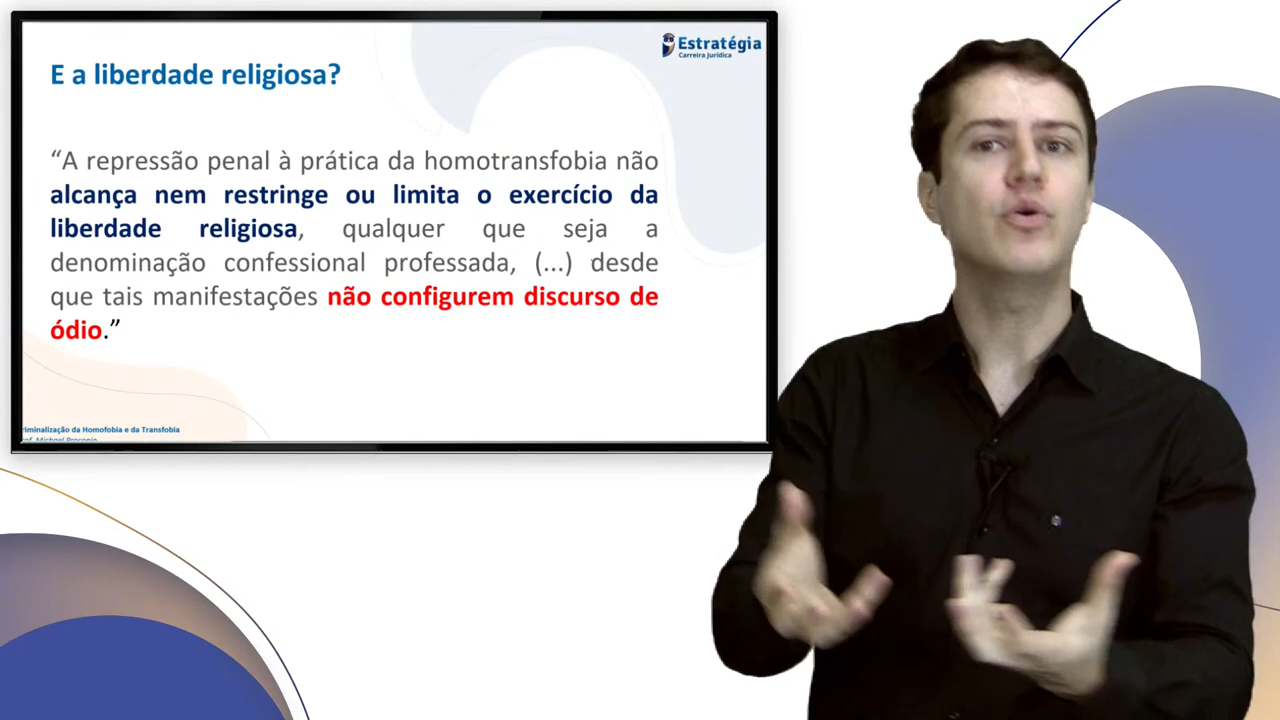 Estratégia
Carreira Jurídica
E a liberdade religiosa?
“A repressão penal à prática da homotransfobia não
alcança nem restringe ou limita o exercício da
liberdade religiosa, qualquer que seja a
denominação confessional professada, (...) desde
que tais manifestações não configurem discurso de
ódio.”
riminalização da Homofobia e da Transfobia